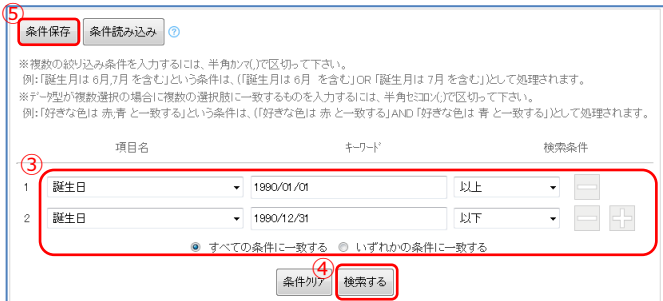 ⑤
条件保存 条件読み込み ?
※複数の絞り込み条件を入力するには、半角カンマ(,)で区切って下さい。
例:「誕生月は 6月,7月 を含む」という条件は、(「誕生月は 6月 を含む」OR「誕生月は 7月 を含む」)として処理されます。
※データ型が複数選択の場合に複数の選択肢に一致するものを入力するには、半角セミコロン(;)で区切って下さい。
例:「好きな色は 赤;青 と一致する」という条件は、(「好きな色は 赤 と一致する」AND「好きな色は 青 と一致する」)として処理されます。
項目名 キーワード 検索条件
③
1 誕生日 1990/01/01 以上
2 誕生日 1990/12/31 以下
すべての条件に一致する いずれかの条件に一致する
④
条件クリア 検索する